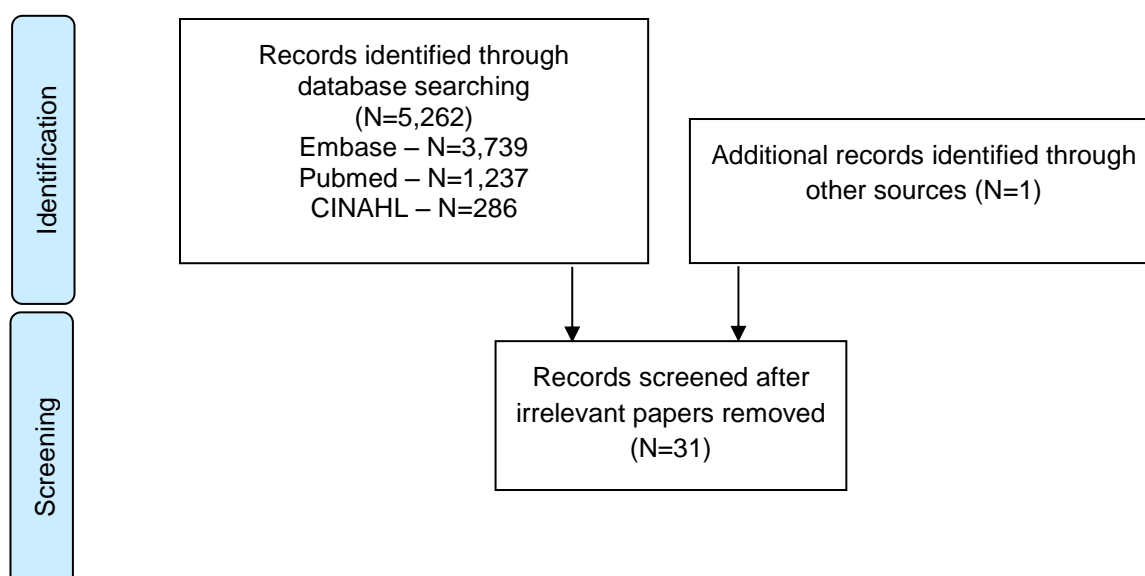 Identification
Records identified through
database searching
(N=5,262)
Embase – N=3,739
Pubmed – N=1,237
CINAHL – N=286
Additional records identified through
other sources (N=1)
Screening
Records screened after
irrelevant papers removed
(N=31)